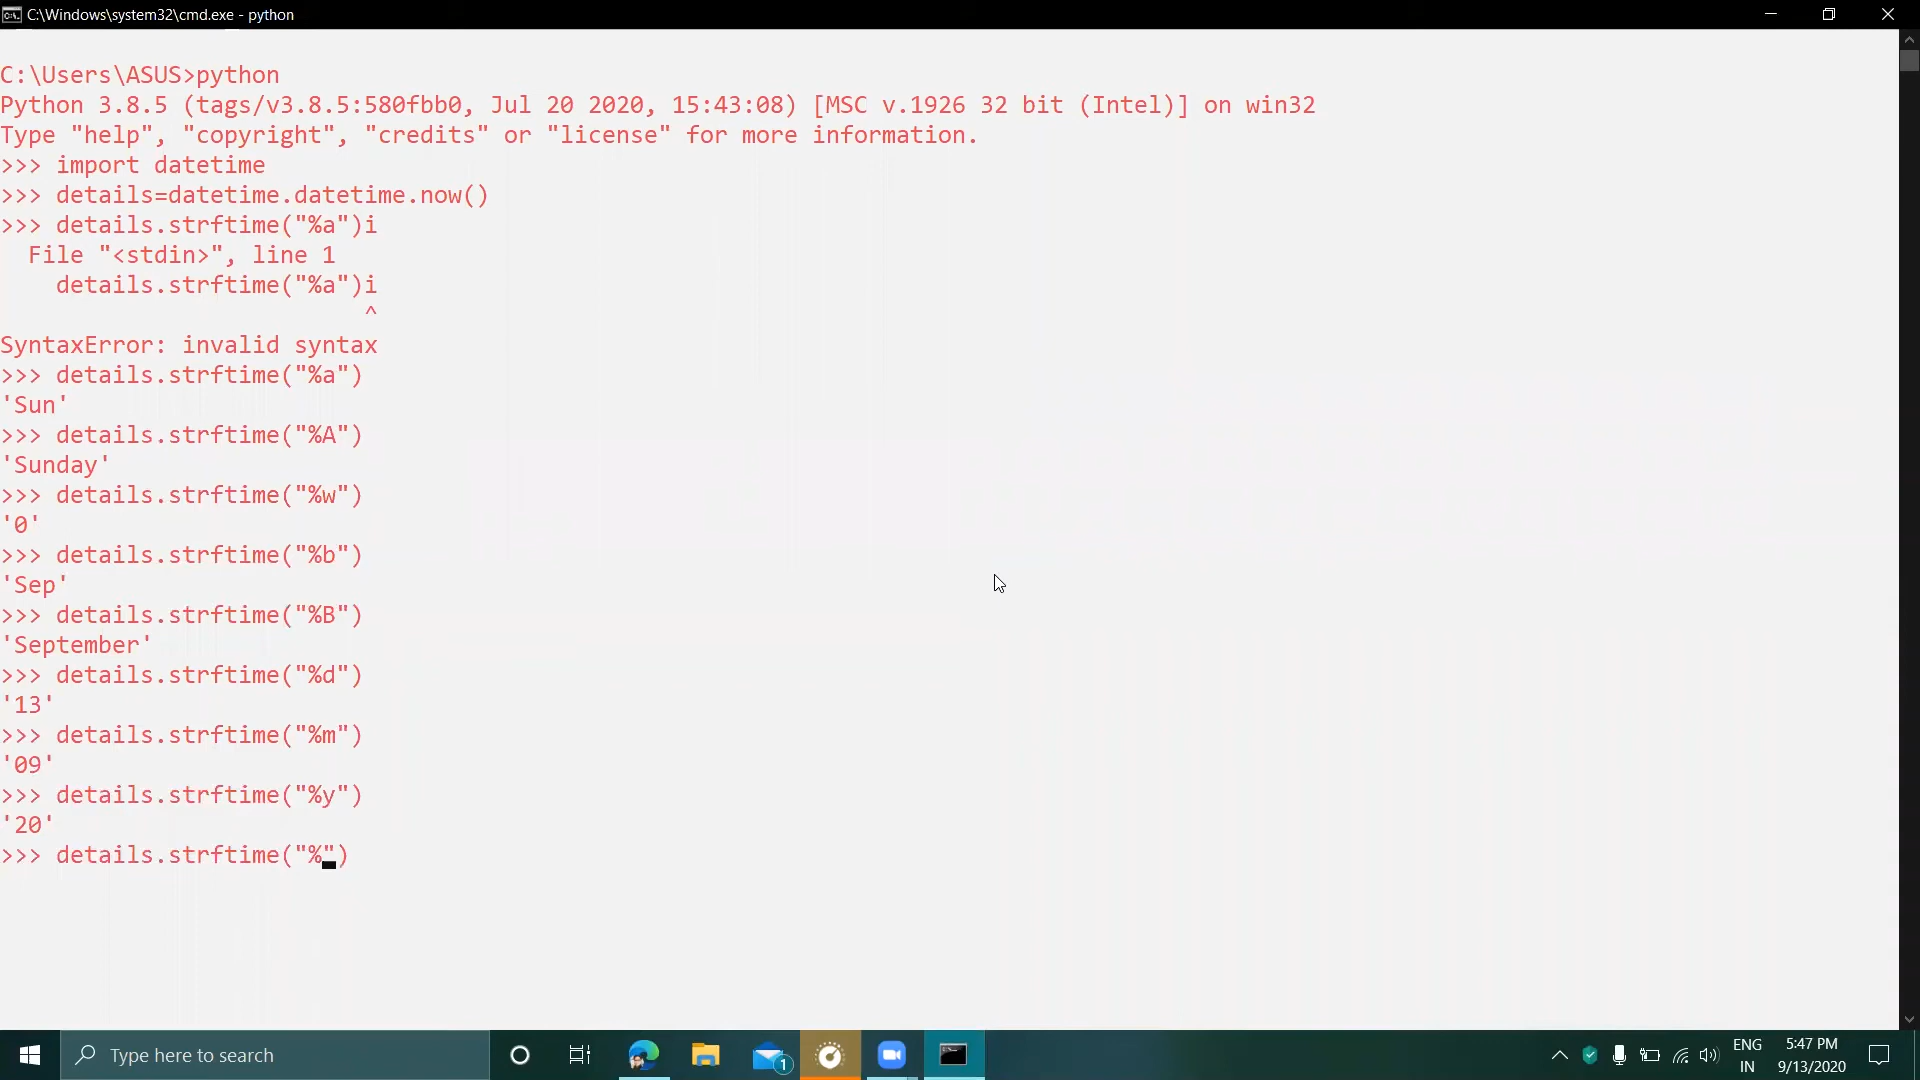 C:\Windows\system32\cmd.exe - python
C:\Users\ASUS>python
Python 3.8.5 (tags/v3.8.5:580fbb0, Jul 20 2020, 15:43:08) [MSC v.1926 32 bit (Intel)] on win32
Type "help", "copyright", "credits" or "license" for more information.
>>> import datetime
>>> details=datetime.datetime.now()
>>> details.strftime("%a")i
  File "<stdin>", line 1
    details.strftime("%a")i
                          ^
SyntaxError: invalid syntax
>>> details.strftime("%a")
'Sun'
>>> details.strftime("%A")
'Sunday'
>>> details.strftime("%w")
'0'
>>> details.strftime("%b")
'Sep'
>>> details.strftime("%B")
'September'
>>> details.strftime("%d")
'13'
>>> details.strftime("%m")
'09'
>>> details.strftime("%y")
'20'
>>> details.strftime("%")
Type here to search
1
ENG
IN
5:47 PM
9/13/2020